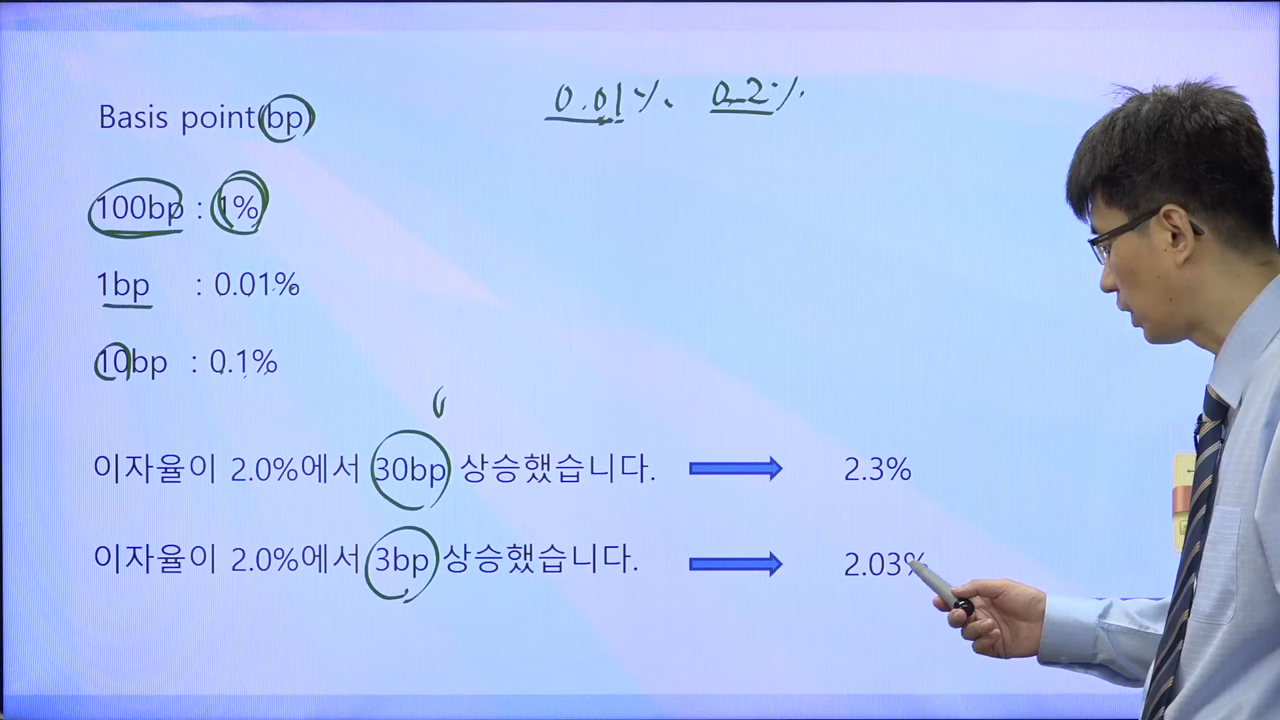 Basis point(bp) 0.01%、 0.2%
100bp : 1%
1bp : 0.01%
10bp : 0.1%
이자율이 2.0%에서 30bp 상승했습니다. 2.3%
이자율이 2.0%에서 3bp 상승했습니다. 2.03%